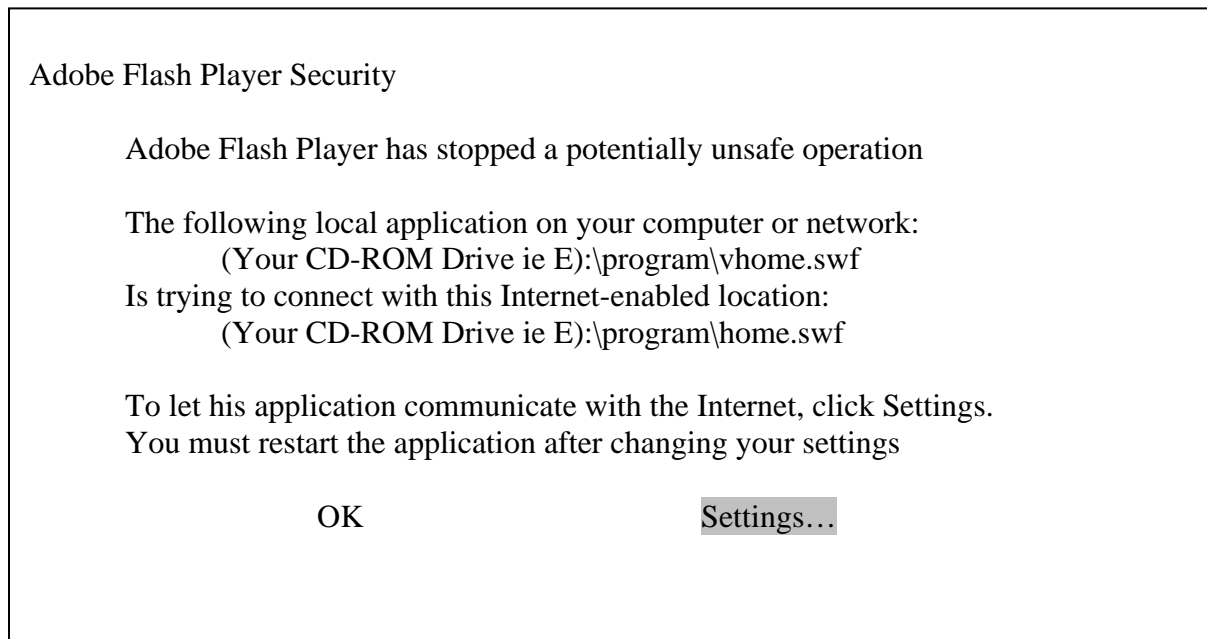 Adobe Flash Player Security
Adobe Flash Player has stopped a potentially unsafe operation
The following local application on your computer or network:
(Your CD-ROM Drive ie E):\program\vhome.swf
Is trying to connect with this Internet-enabled location:
(Your CD-ROM Drive ie E):\program\home.swf
To let his application communicate with the Internet, click Settings.
You must restart the application after changing your settings
OK Settings…